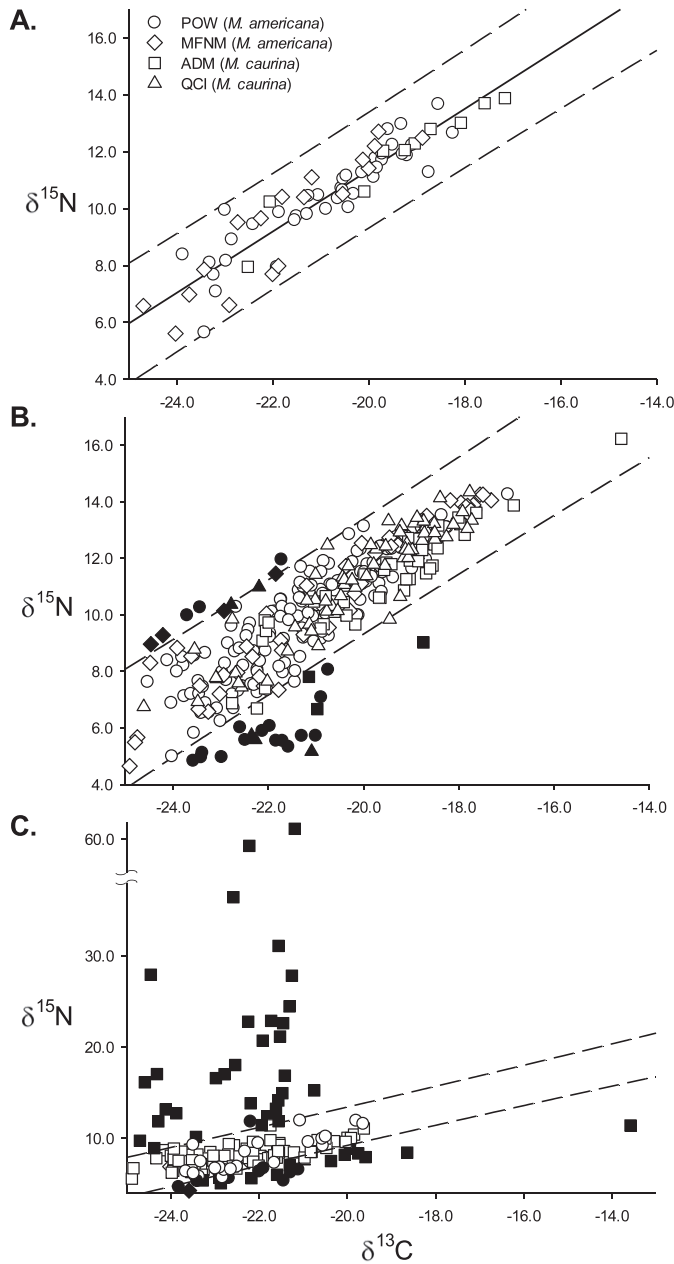 A.
POW (M. americana)
MFNM (M. americana)
ADM (M. caurina)
QCI (M. caurina)
16.0
14.0
12.0
10.0
8.0
6.0
4.0
δ15N
-24.0 -22.0 -20.0 -18.0 -16.0 -14.0
B.
16.0
14.0
12.0
10.0
8.0
6.0
4.0
δ15N
-24.0 -22.0 -20.0 -18.0 -16.0 -14.0
C.
60.0
30.0
20.0
10.0
δ15N
-24.0 -22.0 -20.0 -18.0 -16.0 -14.0
δ13C